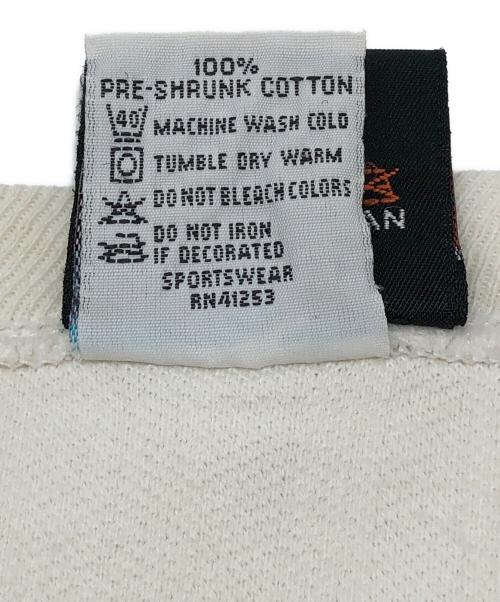 100%
PRE-SHRUNK COTTON
40 MACHINE WASH COLD
TUMBLE DRY WARM
DO NOT BLEACH COLORS
DO NOT IRON
IF DECORATED
SPORTSWEAR
RN41253
AN